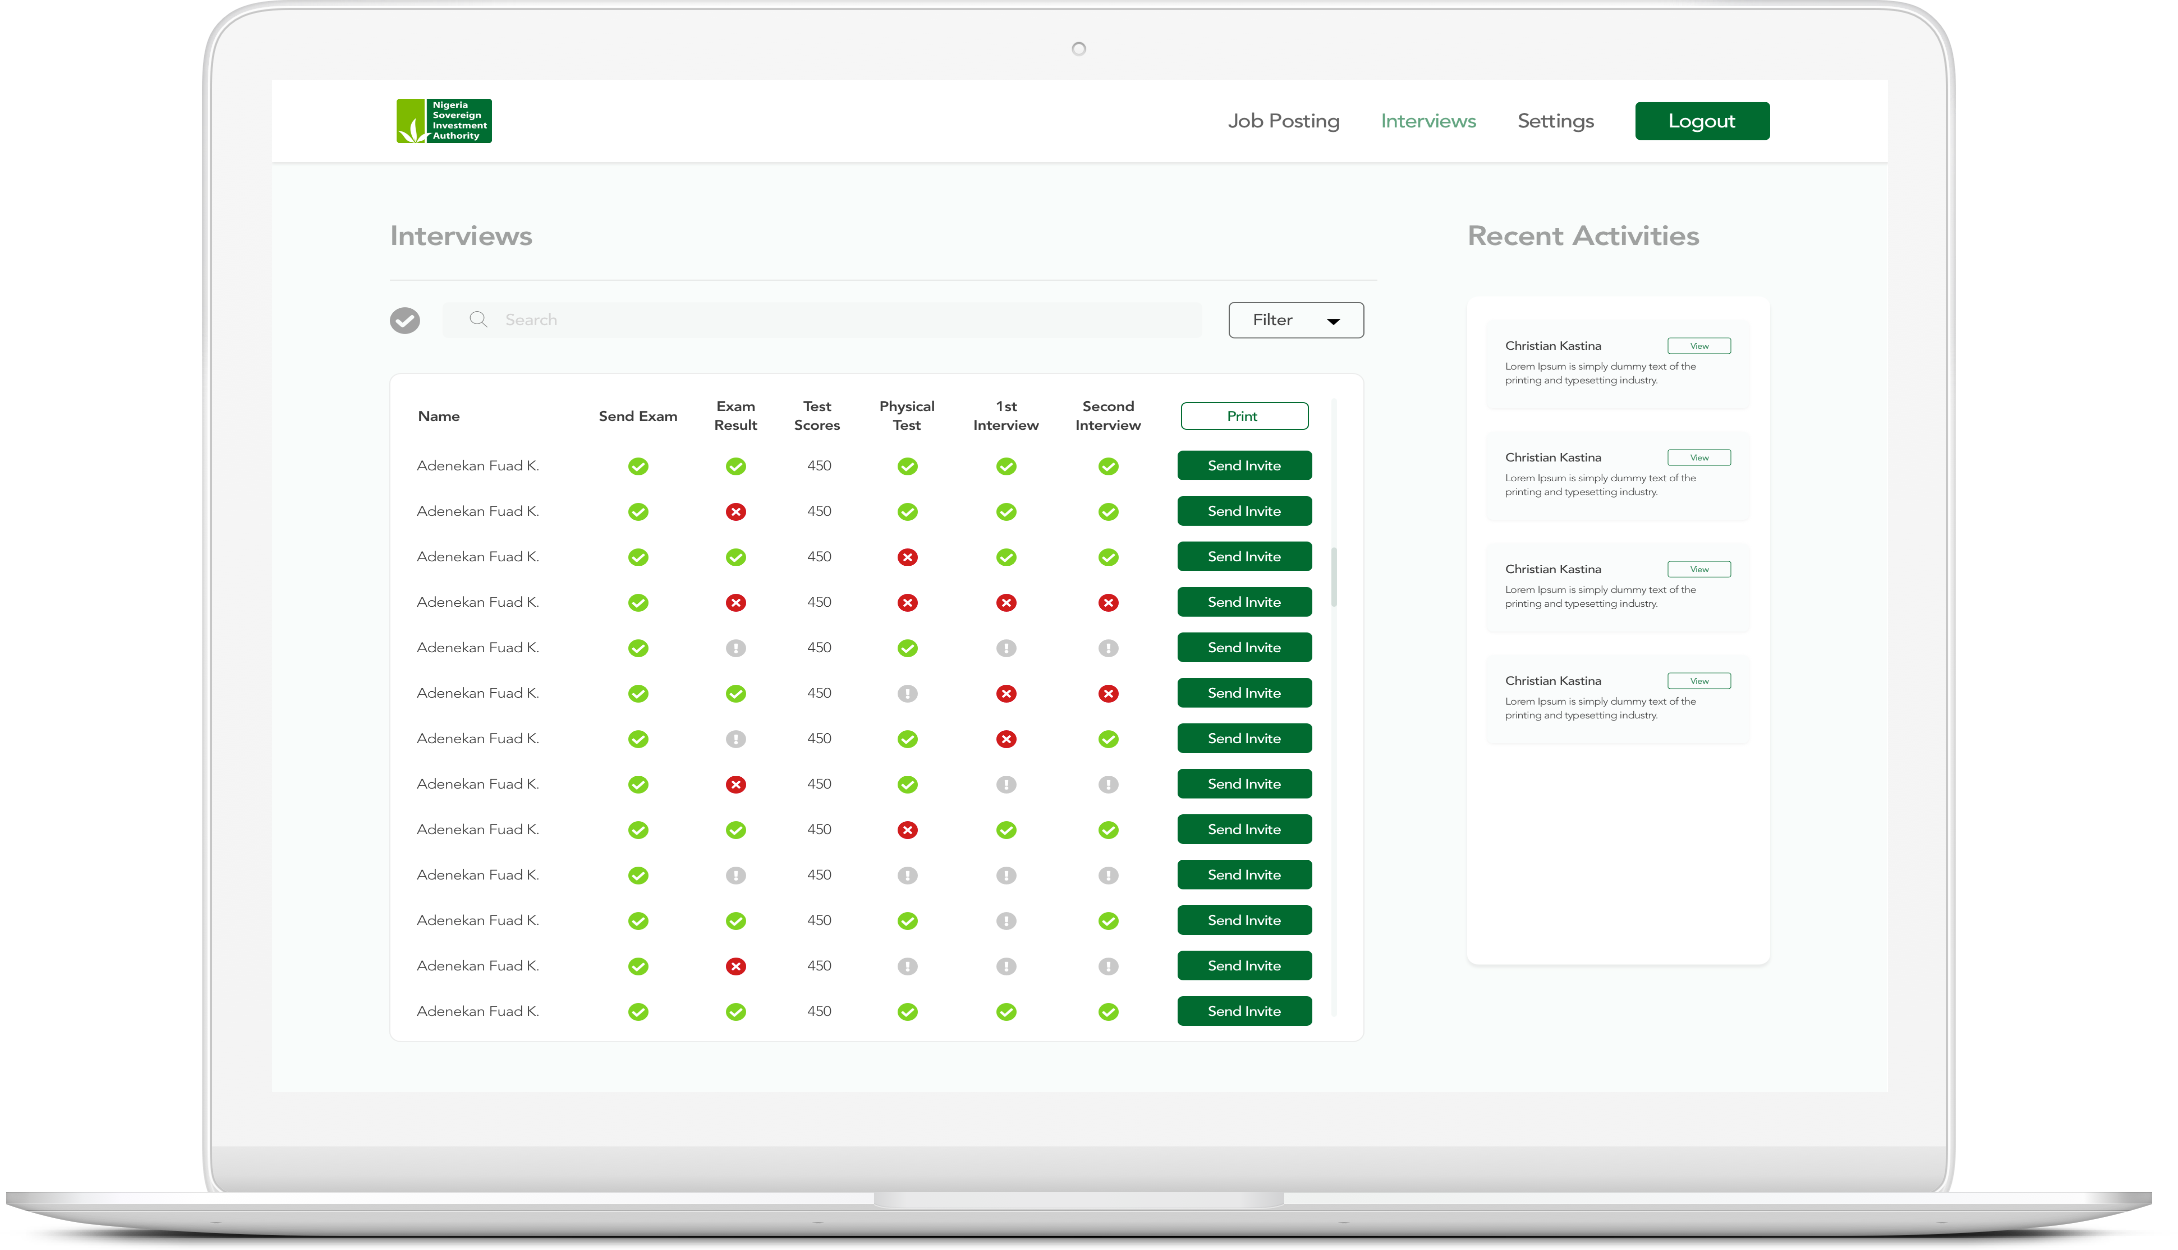 Nigeria
Sovereign
Investment
Authority
Job Posting Interviews Settings Logout
Interviews
Recent Activities
Search
Filter
Name Send Exam Exam Result Test Scores Physical Test 1st Interview Second Interview Print
Adenekan Fuad K. 450 Send Invite
Adenekan Fuad K. 450 Send Invite
Adenekan Fuad K. 450 Send Invite
Adenekan Fuad K. 450 Send Invite
Adenekan Fuad K. 450 Send Invite
Adenekan Fuad K. 450 Send Invite
Adenekan Fuad K. 450 Send Invite
Adenekan Fuad K. 450 Send Invite
Adenekan Fuad K. 450 Send Invite
Adenekan Fuad K. 450 Send Invite
Adenekan Fuad K. 450 Send Invite
Adenekan Fuad K. 450 Send Invite
Adenekan Fuad K. 450 Send Invite
Christian Kastina View
Lorem Ipsum is simply dummy text of the
printing and typesetting industry.
Christian Kastina View
Lorem Ipsum is simply dummy text of the
printing and typesetting industry.
Christian Kastina View
Lorem Ipsum is simply dummy text of the
printing and typesetting industry.
Christian Kastina View
Lorem Ipsum is simply dummy text of the
printing and typesetting industry.